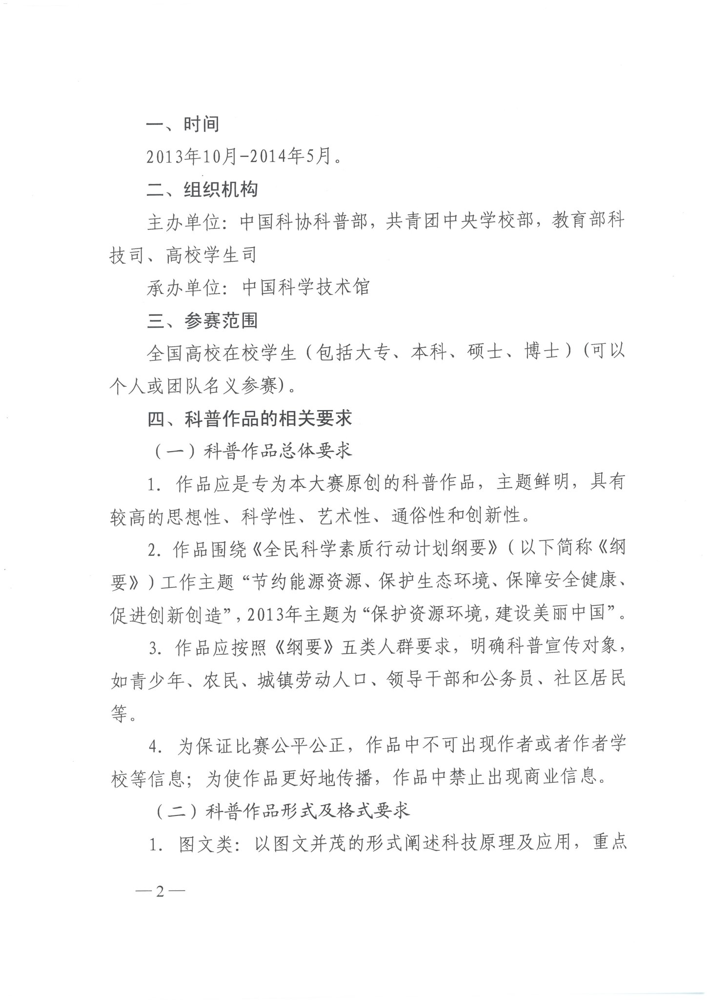 一、时间
2013年10月-2014年5月。
二、组织机构
主办单位：中国科协科普部，共青团中央学校部，教育部科
技司、高校学生司
承办单位：中国科学技术馆
三、参赛范围
全国高校在校学生（包括大专、本科、硕士、博士）(可以
个人或团队名义参赛)。
四、科普作品的相关要求
（一）科普作品总体要求
1. 作品应是专为本大赛原创的科普作品，主题鲜明，具有
较高的思想性、科学性、艺术性、通俗性和创新性。
2. 作品围绕《全民科学素质行动计划纲要》（以下简称《纲
要》）工作主题“节约能源资源、保护生态环境、保障安全健康、
促进创新创造”，2013年主题为“保护资源环境，建设美丽中国”。
3. 作品应按照《纲要》五类人群要求，明确科普宣传对象，
如青少年、农民、城镇劳动人口、领导干部和公务员、社区居民
等。
4. 为保证比赛公平公正，作品中不可出现作者或者作者学
校等信息；为使作品更好地传播，作品中禁止出现商业信息。
（二）科普作品形式及格式要求
1. 图文类：以图文并茂的形式阐述科技原理及应用，重点
— 2 —